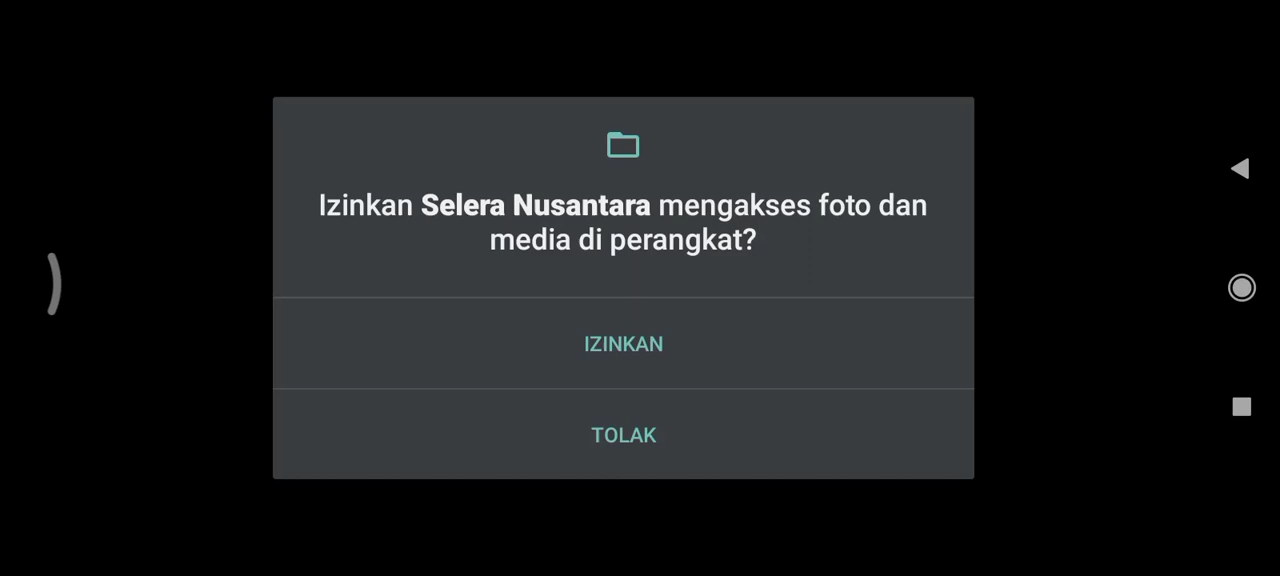 Izinkan Selera Nusantara mengakses foto dan
media di perangkat?
IZINKAN
TOLAK